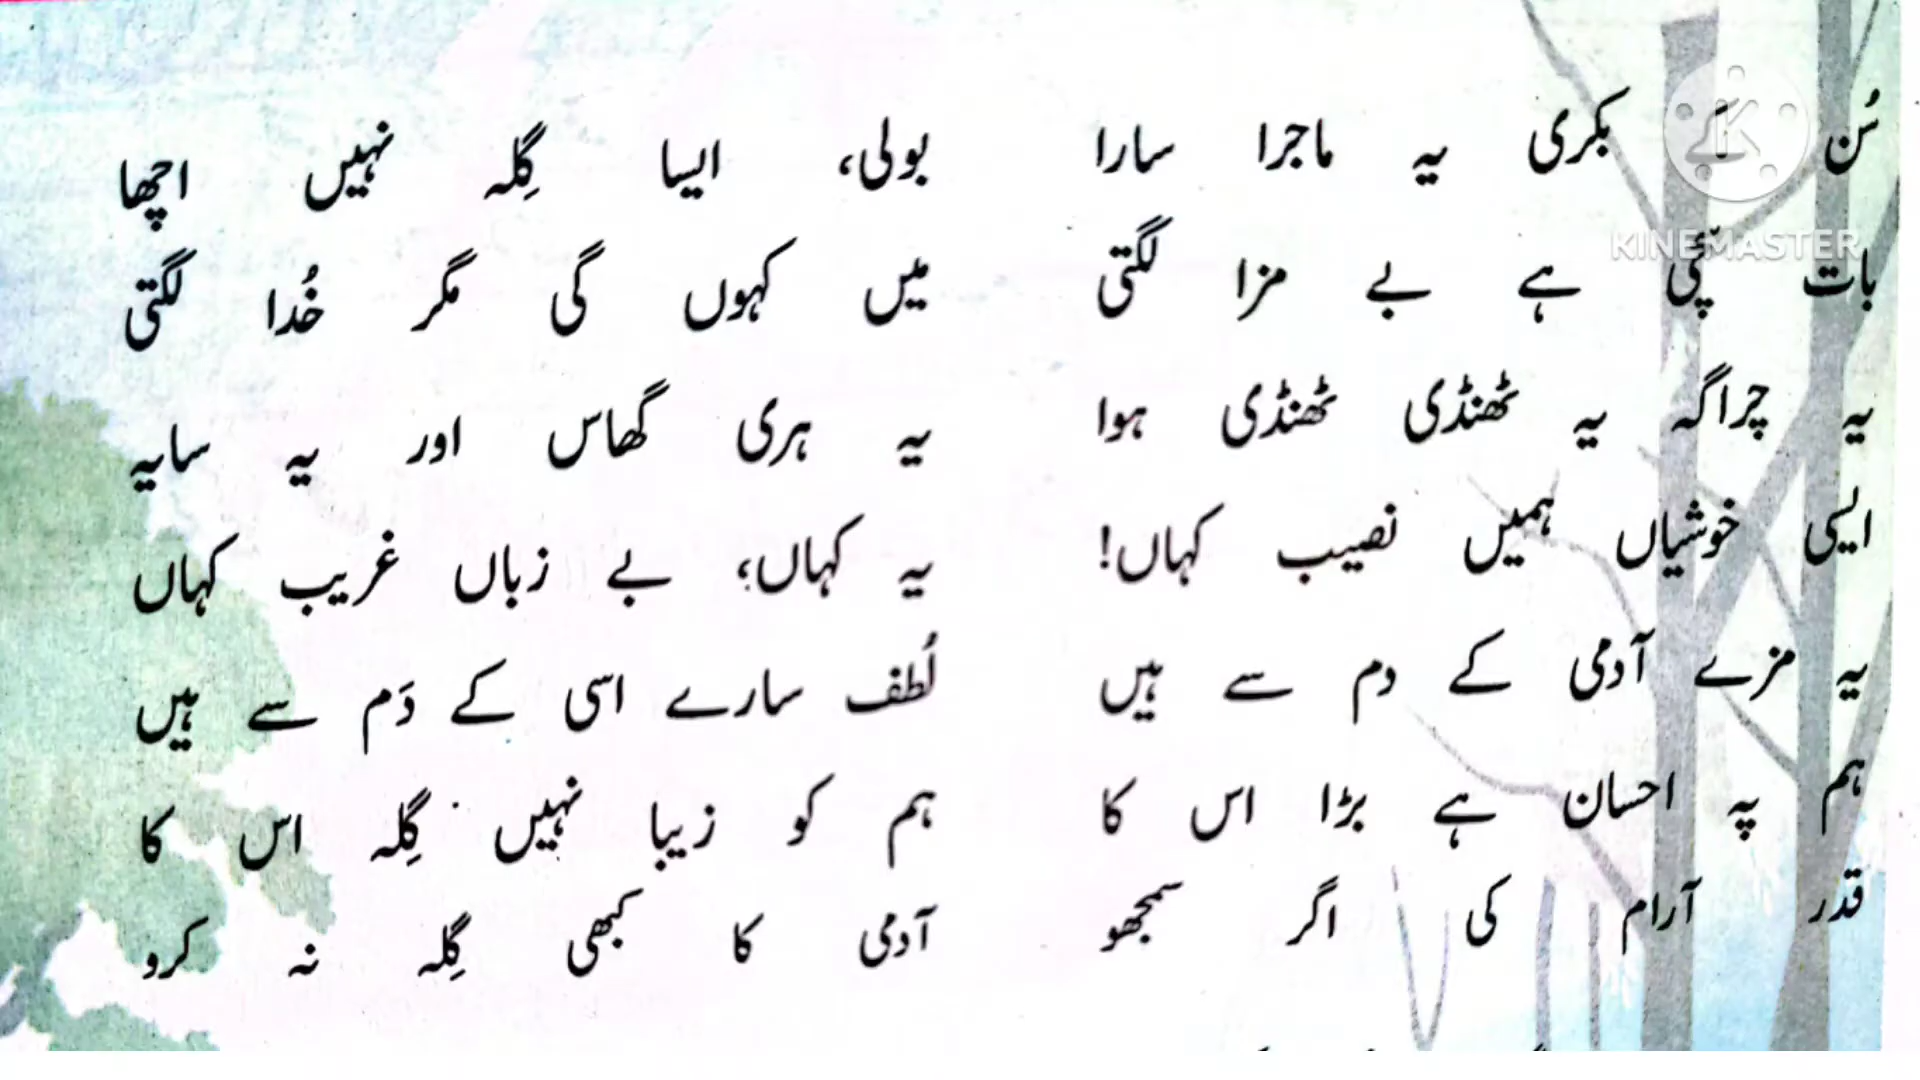 سُن کر بکری یہ ماجرا سارا بولی، ایسا گِلہ نہیں اچھا
KINEMASTER
بات سچّی ہے بے مزا لگتی میں کہوں گی مگر خُدا لگتی
یہ چراگہ یہ ٹھنڈی ٹھنڈی ہوا یہ ہری گھاس اور یہ سایہ
ایسی خوشیاں ہمیں نصیب کہاں! یہ کہاں، بے زباں غریب کہاں
یہ مزے آدمی کے دم سے ہیں لُطف سارے اسی کے دَم سے ہیں
ہم پہ احسان ہے بڑا اس کا ہم کو زیبا نہیں گِلہ اس کا
قدر آرام کی اگر سمجھو آدمی کا کبھی گِلہ نہ کرو